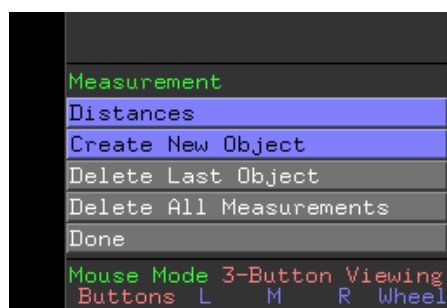 Measurement
Distances
Create New Object
Delete Last Object
Delete All Measurements
Done
Mouse Mode 3-Button Viewing
Buttons L M R Wheel